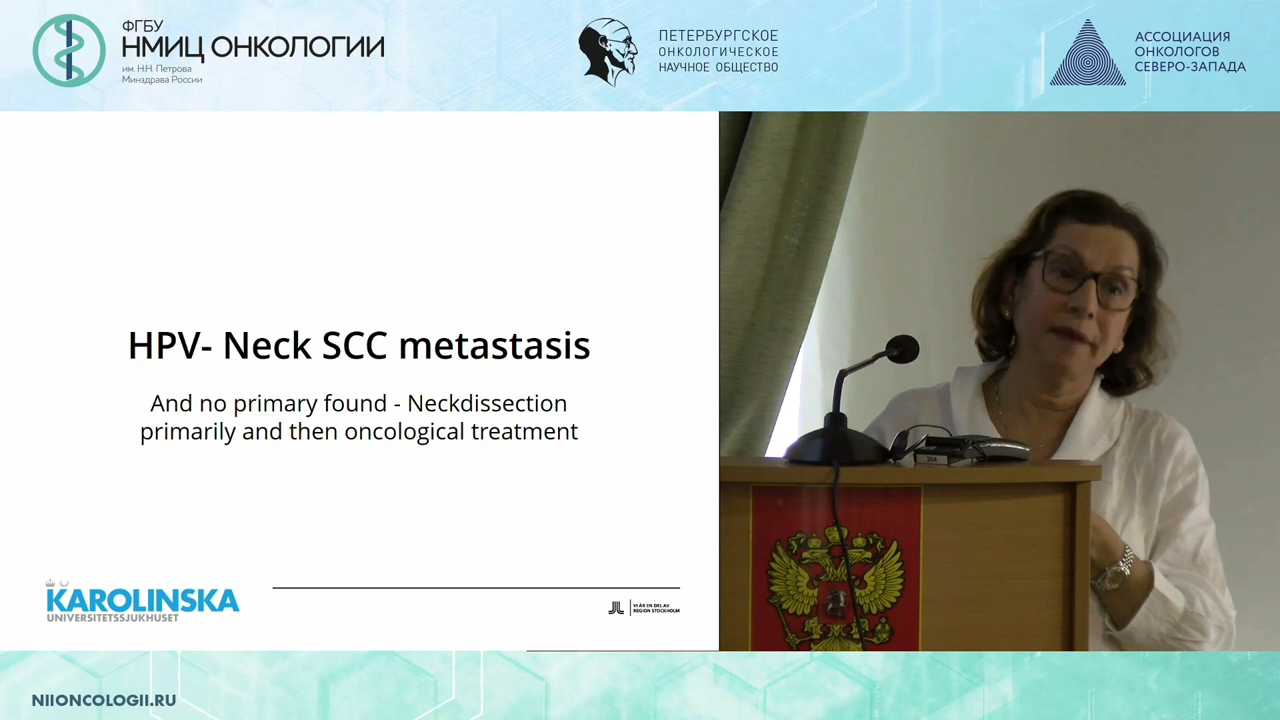 ФГБУ
НМИЦ ОНКОЛОГИИ
им. Н.Н. Петрова
Минздрава России
ПЕТЕРБУРГСКОЕ
ОНКОЛОГИЧЕСКОЕ
НАУЧНОЕ ОБЩЕСТВО
АССОЦИАЦИЯ
ОНКОЛОГОВ
СЕВЕРО-ЗАПАДА
HPV- Neck SCC metastasis
And no primary found - Neckdissection
primarily and then oncological treatment
KAROLINSKA
UNIVERSITETSSJUKHUSET
VI ÄR EN DEL AV
REGION STOCKHOLM
204
NIIONCOLOGII.RU